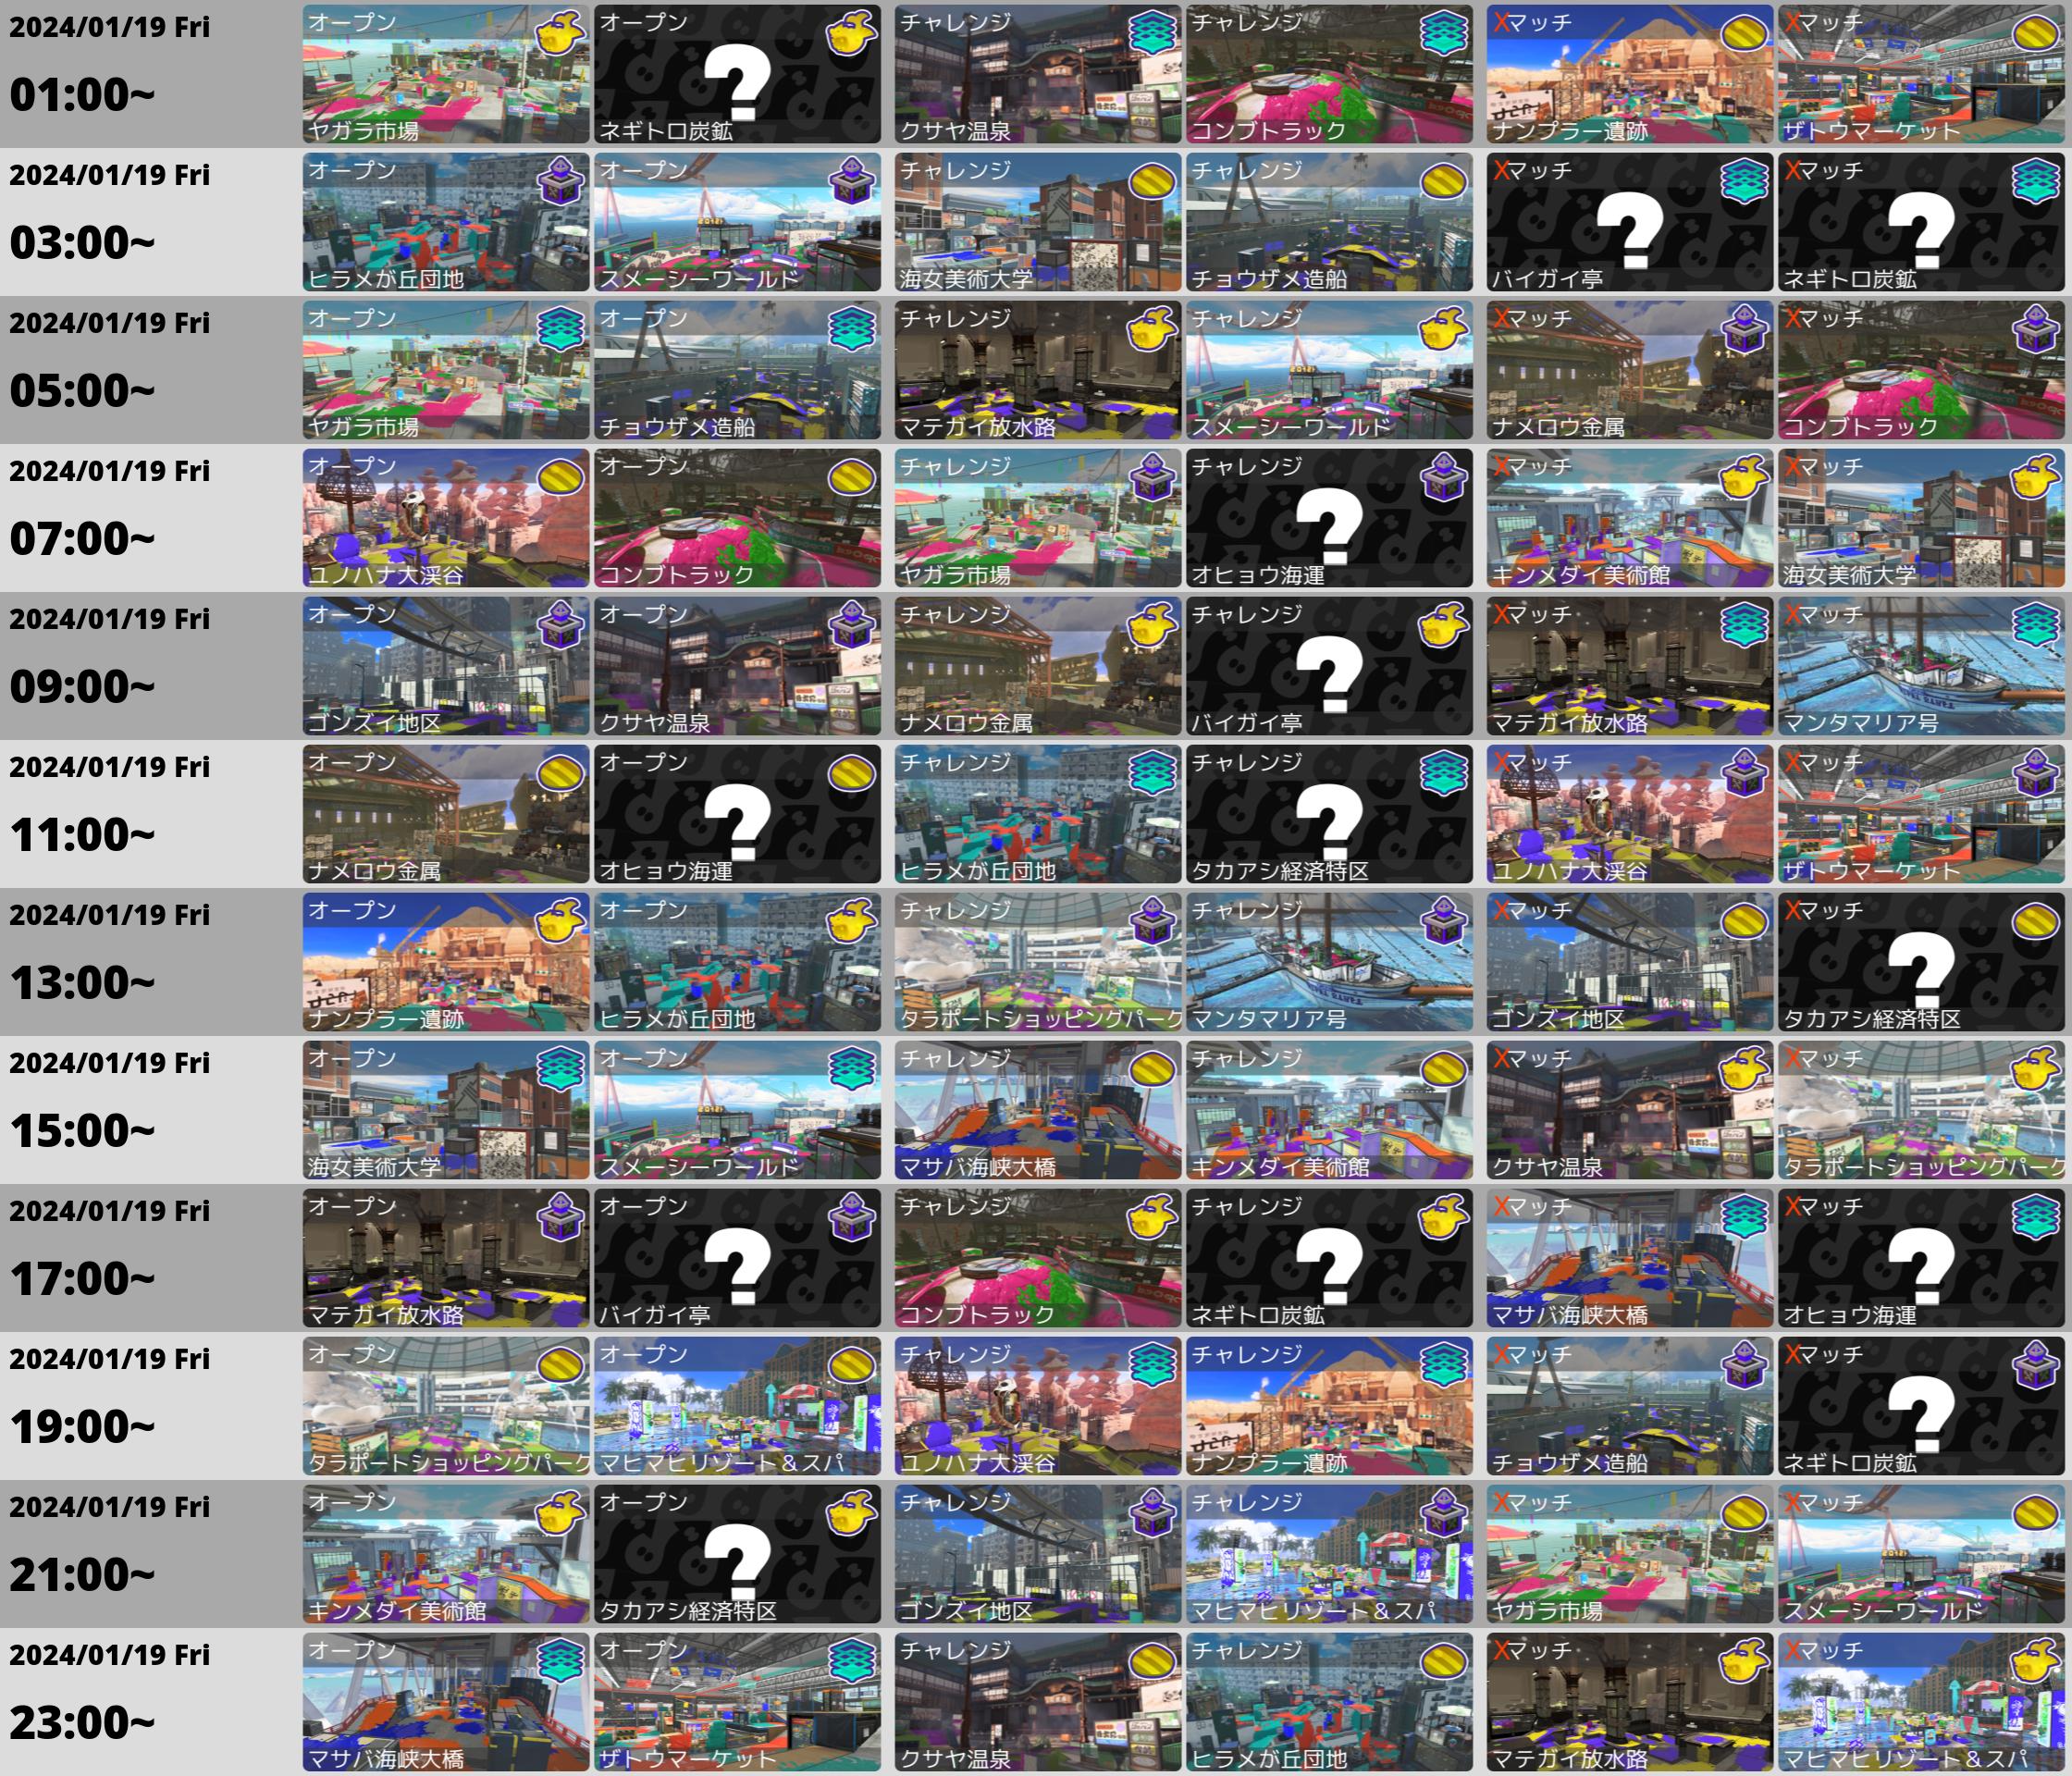 2024/01/19 Fri
01:00~
オープン オープン チャレンジ チャレンジ Xマッチ Xマッチ
ヤガラ市場 ネギトロ炭鉱 クサヤ温泉 コンブトラック ナンプラー遺跡 ザトウマーケット
2024/01/19 Fri
03:00~
オープン オープン チャレンジ チャレンジ Xマッチ Xマッチ
ヒラメが丘団地 スメーシーワールド 海女美術大学 チョウザメ造船 バイガイ亭 ネギトロ炭鉱
2024/01/19 Fri
05:00~
オープン オープン チャレンジ チャレンジ Xマッチ Xマッチ
ヤガラ市場 チョウザメ造船 マテガイ放水路 スメーシーワールド ナメロウ金属 コンブトラック
2024/01/19 Fri
07:00~
オープン オープン チャレンジ チャレンジ Xマッチ Xマッチ
ユノハナ大渓谷 コンブトラック ヤガラ市場 オヒョウ海運 キンメダイ美術館 海女美術大学
2024/01/19 Fri
09:00~
オープン オープン チャレンジ チャレンジ Xマッチ Xマッチ
ゴンズイ地区 クサヤ温泉 ナメロウ金属 バイガイ亭 マテガイ放水路 マンタマリア号
2024/01/19 Fri
11:00~
オープン オープン チャレンジ チャレンジ Xマッチ Xマッチ
ナメロウ金属 オヒョウ海運 ヒラメが丘団地 タカアシ経済特区 ユノハナ大渓谷 ザトウマーケット
2024/01/19 Fri
13:00~
オープン オープン チャレンジ チャレンジ Xマッチ Xマッチ
ナンプラー遺跡 ヒラメが丘団地 タラポートショッピングパーク マンタマリア号 ゴンズイ地区 タカアシ経済特区
2024/01/19 Fri
15:00~
オープン オープン チャレンジ チャレンジ Xマッチ Xマッチ
海女美術大学 スメーシーワールド マサバ海峡大橋 キンメダイ美術館 クサヤ温泉 タラポートショッピングパーク
2024/01/19 Fri
17:00~
オープン オープン チャレンジ チャレンジ Xマッチ Xマッチ
マテガイ放水路 バイガイ亭 コンブトラック ネギトロ炭鉱 マサバ海峡大橋 オヒョウ海運
2024/01/19 Fri
19:00~
オープン オープン チャレンジ チャレンジ Xマッチ Xマッチ
タラポートショッピングパーク マヒマヒリゾート＆スパ ユノハナ大渓谷 ナンプラー遺跡 チョウザメ造船 ネギトロ炭鉱
2024/01/19 Fri
21:00~
オープン オープン チャレンジ チャレンジ Xマッチ Xマッチ
キンメダイ美術館 タカアシ経済特区 ゴンズイ地区 マヒマヒリゾート＆スパ ヤガラ市場 スメーシーワールド
2024/01/19 Fri
23:00~
オープン オープン チャレンジ チャレンジ Xマッチ Xマッチ
マサバ海峡大橋 ザトウマーケット クサヤ温泉 ヒラメが丘団地 マテガイ放水路 マヒマヒリゾート＆スパ